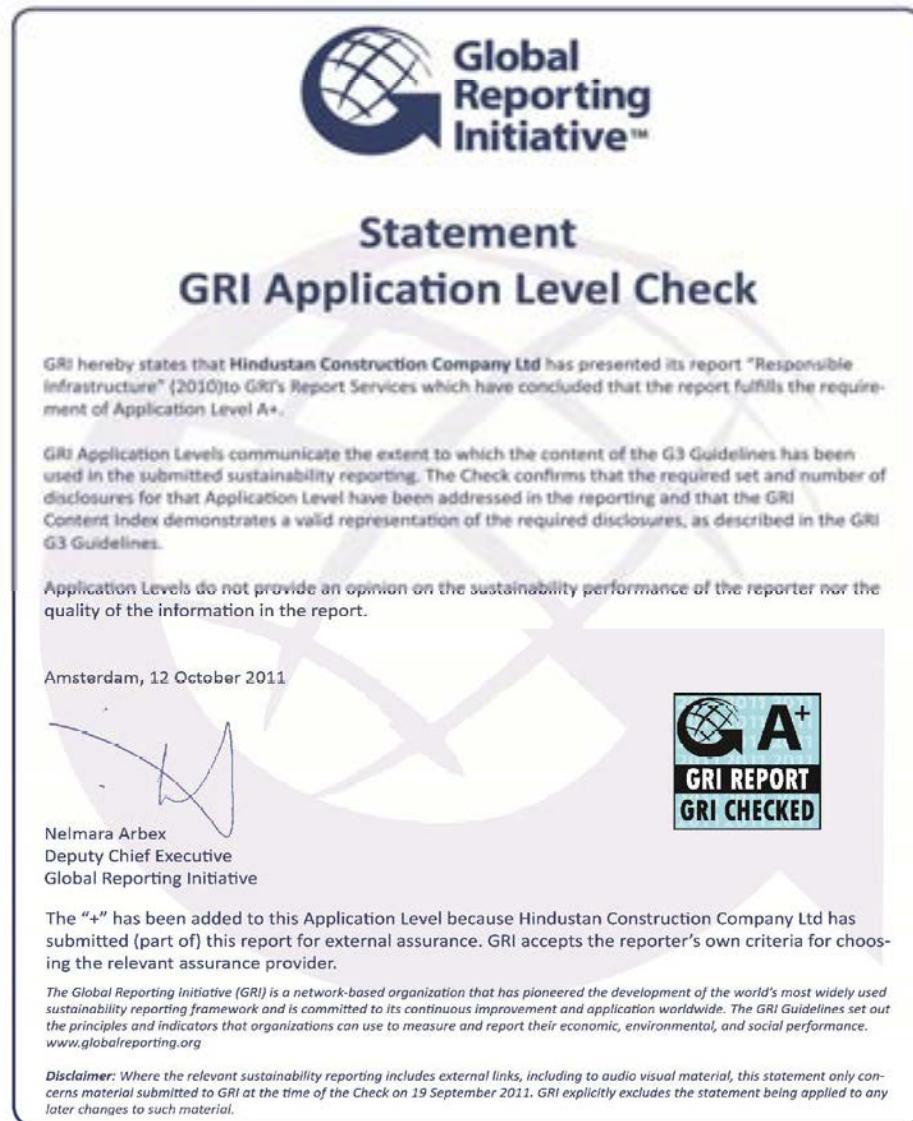 Global
Reporting
Initiative™
Statement
GRI Application Level Check
GRI hereby states that Hindustan Construction Company Ltd has presented its report "Responsible
Infrastructure" (2010)to GRI's Report Services which have concluded that the report fulfills the require-
ment of Application Level A+.
GRI Application Levels communicate the extent to which the content of the G3 Guidelines has been
used in the submitted sustainability reporting. The Check confirms that the required set and number of
disclosures for that Application Level have been addressed in the reporting and that the GRI
Content Index demonstrates a valid representation of the required disclosures, as described in the GRI
G3 Guidelines.
Application Levels do not provide an opinion on the sustainability performance of the reporter nor the
quality of the information in the report.
Amsterdam, 12 October 2011
A+
GRI REPORT
GRI CHECKED
Nelmara Arbex
Deputy Chief Executive
Global Reporting Initiative
The "+" has been added to this Application Level because Hindustan Construction Company Ltd has
submitted (part of) this report for external assurance. GRI accepts the reporter's own criteria for choos-
ing the relevant assurance provider.
The Global Reporting Initiative (GRI) is a network-based organization that has pioneered the development of the world's most widely used
sustainability reporting framework and is committed to its continuous improvement and application worldwide. The GRI Guidelines set out
the principles and indicators that organizations can use to measure and report their economic, environmental, and social performance.
www.globalreporting.org
Disclaimer: Where the relevant sustainability reporting includes external links, including to audio visual material, this statement only con-
cerns material submitted to GRI at the time of the Check on 19 September 2011. GRI explicitly excludes the statement being applied to any
later changes to such material.